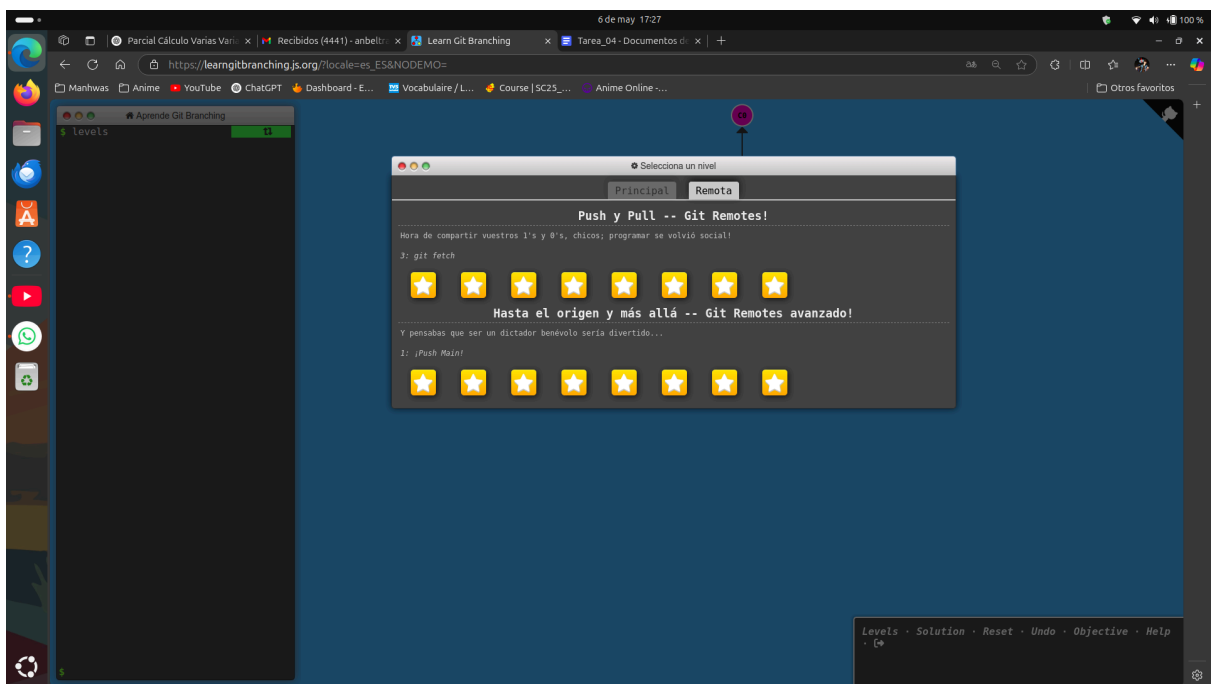 6 de may 17:27
100 %
Parcial Cálculo Varias Vari
Recibidos (4441) - anbeltr
Learn Git Branching
Tarea_04 - Documentos de
https://learngitbranching.js.org/?locale=es_ES&NODEMO=
Manhwas
Anime
YouTube
ChatGPT
Dashboard - E...
Vocabulaire / L...
Course | SC25_...
Anime Online -...
Otros favoritos
Aprende Git Branching
$ levels
C0
Selecciona un nivel
Principal
Remota
Push y Pull -- Git Remotes!
Hora de compartir vuestros 1's y 0's, chicos; programar se volvió social!
3: git fetch
Hasta el origen y más allá -- Git Remotes avanzado!
Y pensabas que ser un dictador benévolo sería divertido...
1: ¡Push Main!
Levels · Solution · Reset · Undo · Objective · Help
·
$